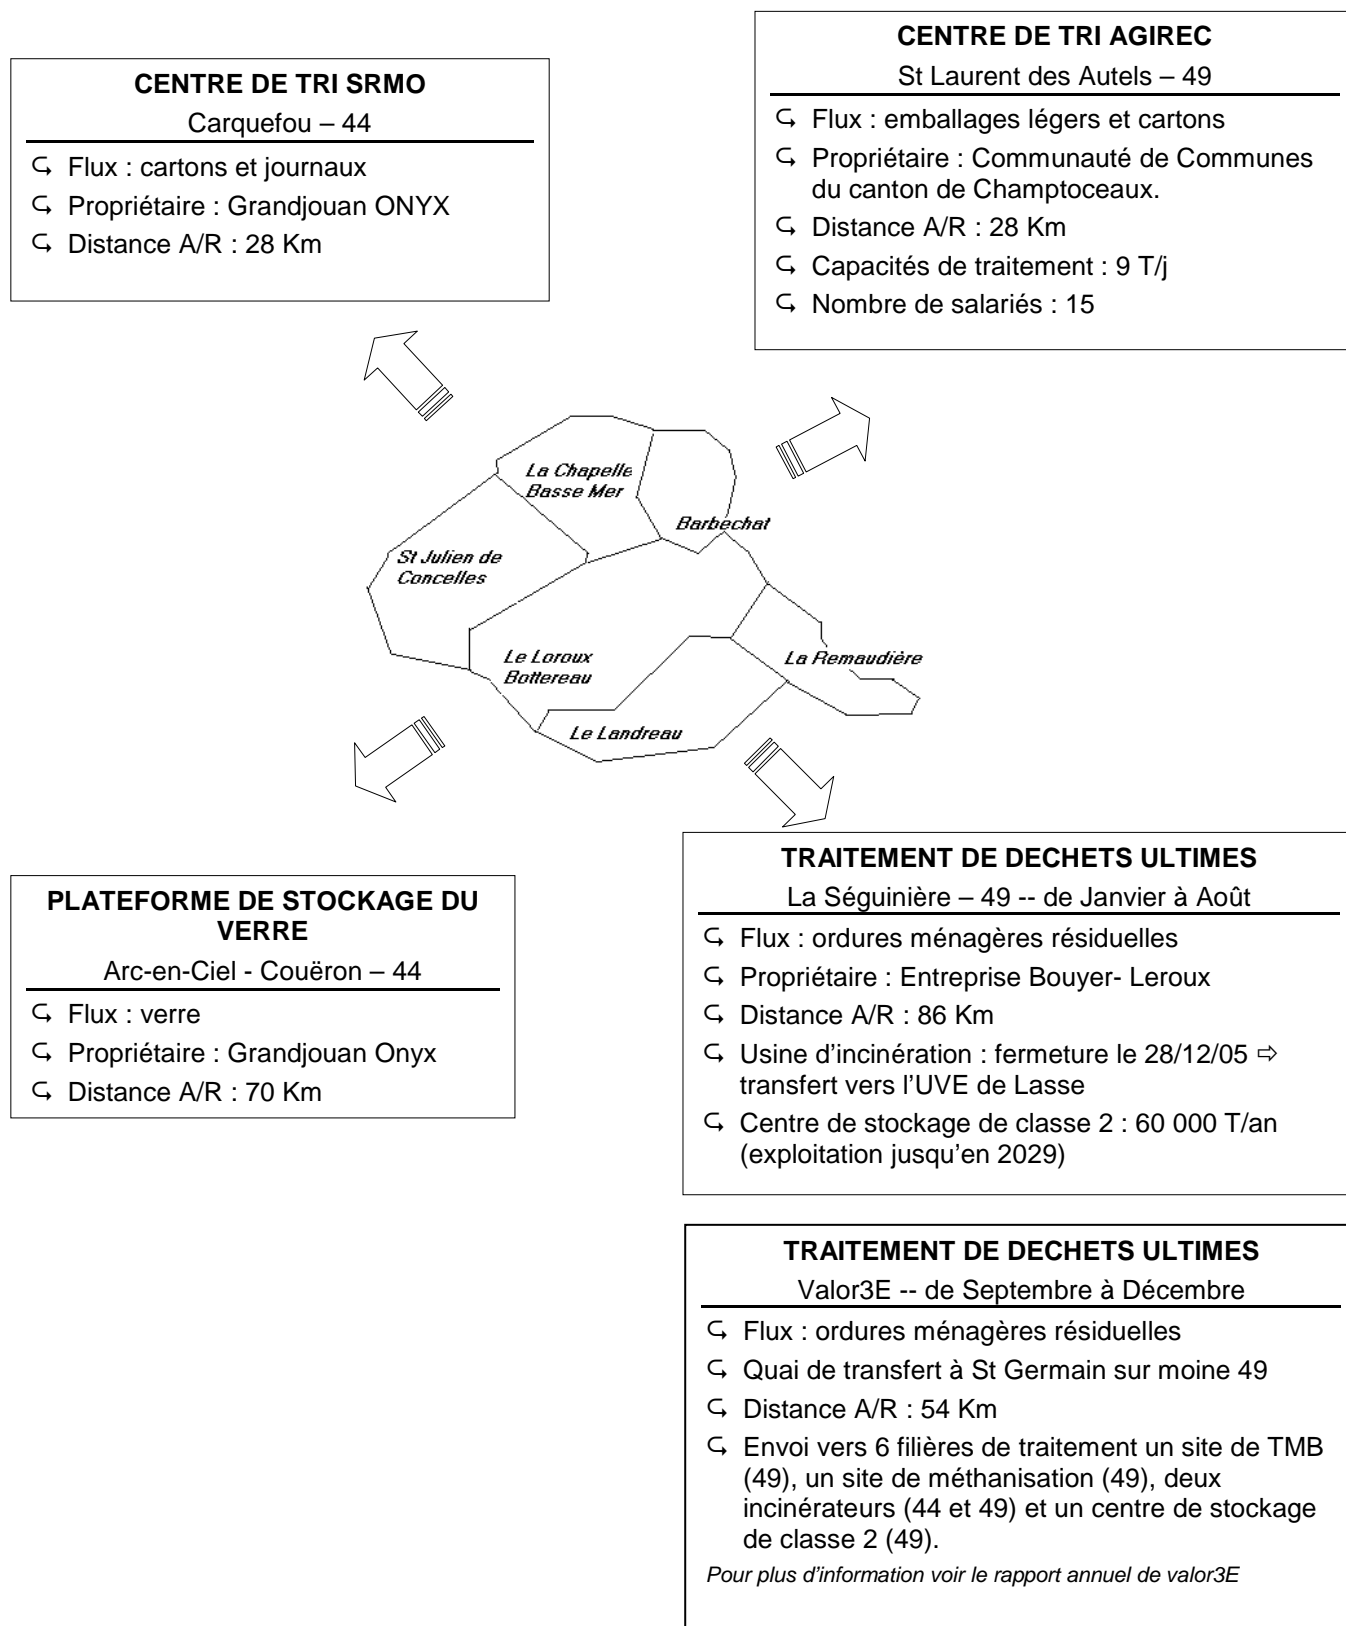 CENTRE DE TRI SRMO
Carquefou – 44
⮑ Flux : cartons et journaux
⮑ Propriétaire : Grandjouan ONYX
⮑ Distance A/R : 28 Km
CENTRE DE TRI AGIREC
St Laurent des Autels – 49
⮑ Flux : emballages légers et cartons
⮑ Propriétaire : Communauté de Communes
du canton de Champtoceaux.
⮑ Distance A/R : 28 Km
⮑ Capacités de traitement : 9 T/j
⮑ Nombre de salariés : 15
La Chapelle
Basse Mer
Barbechat
St Julien de
Concelles
Le Loroux
Bottereau
La Remaudière
Le Landreau
PLATEFORME DE STOCKAGE DU
VERRE
Arc-en-Ciel - Couëron – 44
⮑ Flux : verre
⮑ Propriétaire : Grandjouan Onyx
⮑ Distance A/R : 70 Km
TRAITEMENT DE DECHETS ULTIMES
La Séguinière – 49 -- de Janvier à Août
⮑ Flux : ordures ménagères résiduelles
⮑ Propriétaire : Entreprise Bouyer- Leroux
⮑ Distance A/R : 86 Km
⮑ Usine d'incinération : fermeture le 28/12/05 ⇨
transfert vers l'UVE de Lasse
⮑ Centre de stockage de classe 2 : 60 000 T/an
(exploitation jusqu'en 2029)
TRAITEMENT DE DECHETS ULTIMES
Valor3E -- de Septembre à Décembre
⮑ Flux : ordures ménagères résiduelles
⮑ Quai de transfert à St Germain sur moine 49
⮑ Distance A/R : 54 Km
⮑ Envoi vers 6 filières de traitement un site de TMB
(49), un site de méthanisation (49), deux
incinérateurs (44 et 49) et un centre de stockage
de classe 2 (49).
Pour plus d'information voir le rapport annuel de valor3E